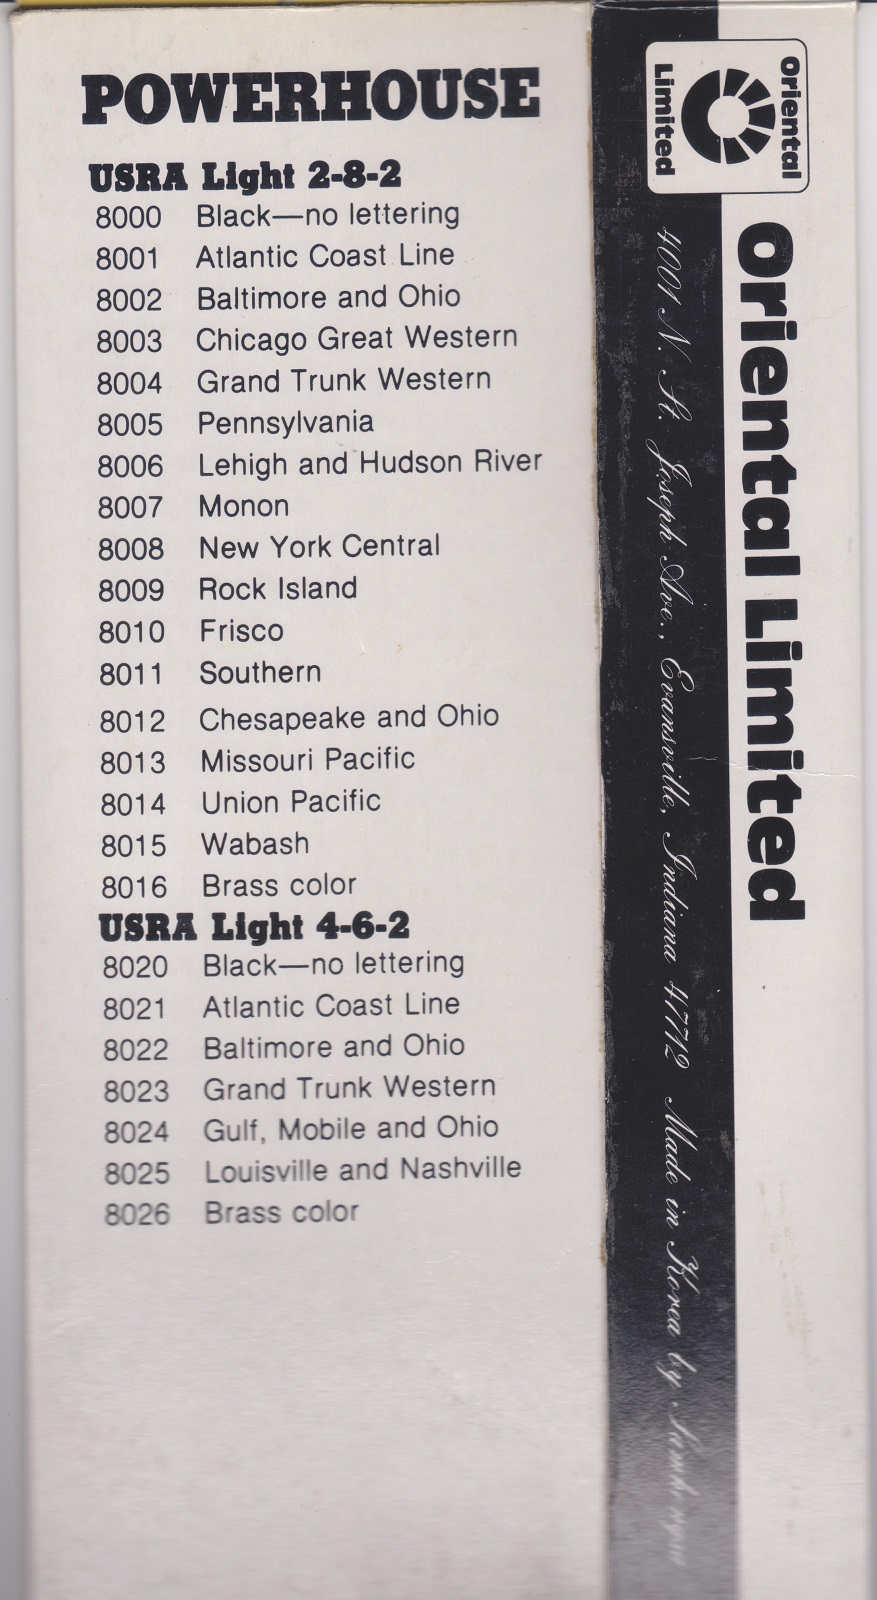 POWERHOUSE
USRA Light 2-8-2
8000 Black—no lettering
8001 Atlantic Coast Line
8002 Baltimore and Ohio
8003 Chicago Great Western
8004 Grand Trunk Western
8005 Pennsylvania
8006 Lehigh and Hudson River
8007 Monon
8008 New York Central
8009 Rock Island
8010 Frisco
8011 Southern
8012 Chesapeake and Ohio
8013 Missouri Pacific
8014 Union Pacific
8015 Wabash
8016 Brass color
USRA Light 4-6-2
8020 Black—no lettering
8021 Atlantic Coast Line
8022 Baltimore and Ohio
8023 Grand Trunk Western
8024 Gulf, Mobile and Ohio
8025 Louisville and Nashville
8026 Brass color
Oriental
Limited
Oriental Limited
4001 N. St. Joseph Ave., Evansville, Indiana 47712 Made in Korea by